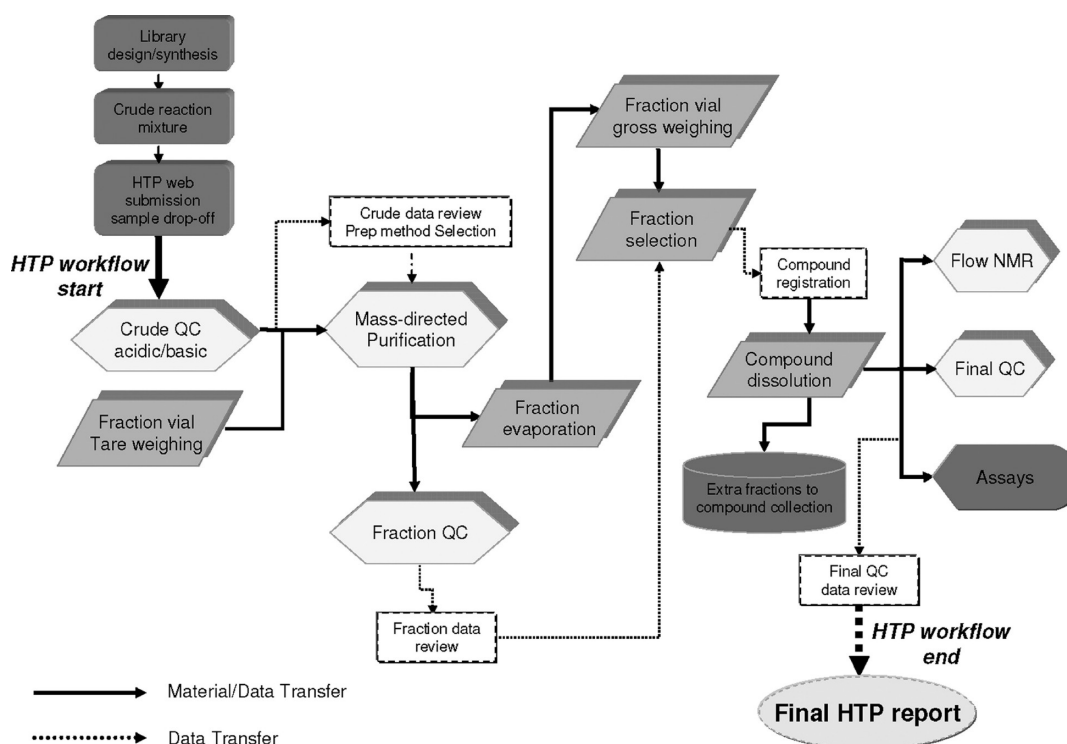 Library
design/synthesis
Crude reaction
mixture
HTP web
submission
sample drop-off
HTP workflow
start
Crude QC
acidic/basic
Fraction vial
Tare weighing
Crude data review
Prep method Selection
Mass-directed
Purification
Fraction
evaporation
Fraction QC
Fraction data
review
Fraction vial
gross weighing
Fraction
selection
Compound
registration
Compound
dissolution
Extra fractions to
compound collection
Flow NMR
Final QC
Assays
Final QC
data review
HTP workflow
end
Final HTP report
Material/Data Transfer
Data Transfer